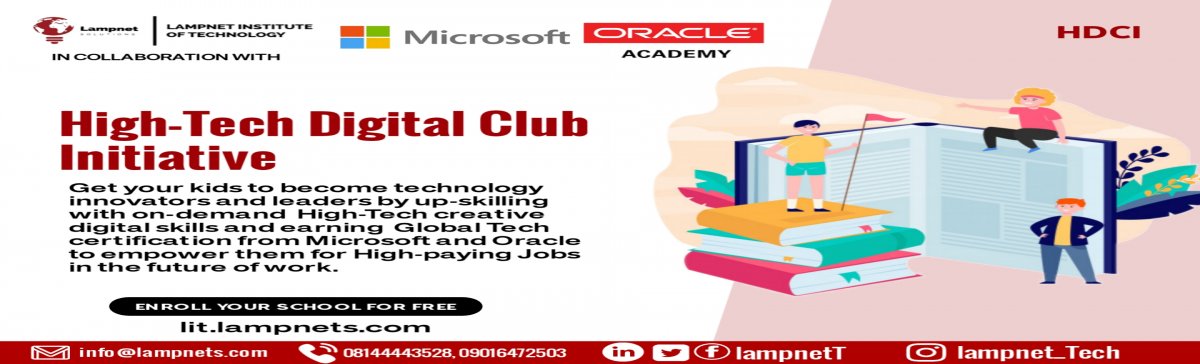 Lampnet
SOLUTIONS
LAMPNET INSTITUTE
OF TECHNOLOGY
IN COLLABORATION WITH
Microsoft
ORACLE
ACADEMY
HDCI
High-Tech Digital Club
Initiative
Get your kids to become technology
innovators and leaders by up-skilling
with on-demand High-Tech creative
digital skills and earning Global Tech
certification from Microsoft and Oracle
to empower them for High-paying Jobs
in the future of work.
ENROLL YOUR SCHOOL FOR FREE
lit.lampnets.com
info@lampnets.com 08144443528, 09016472503 lampnetT lampnet_Tech